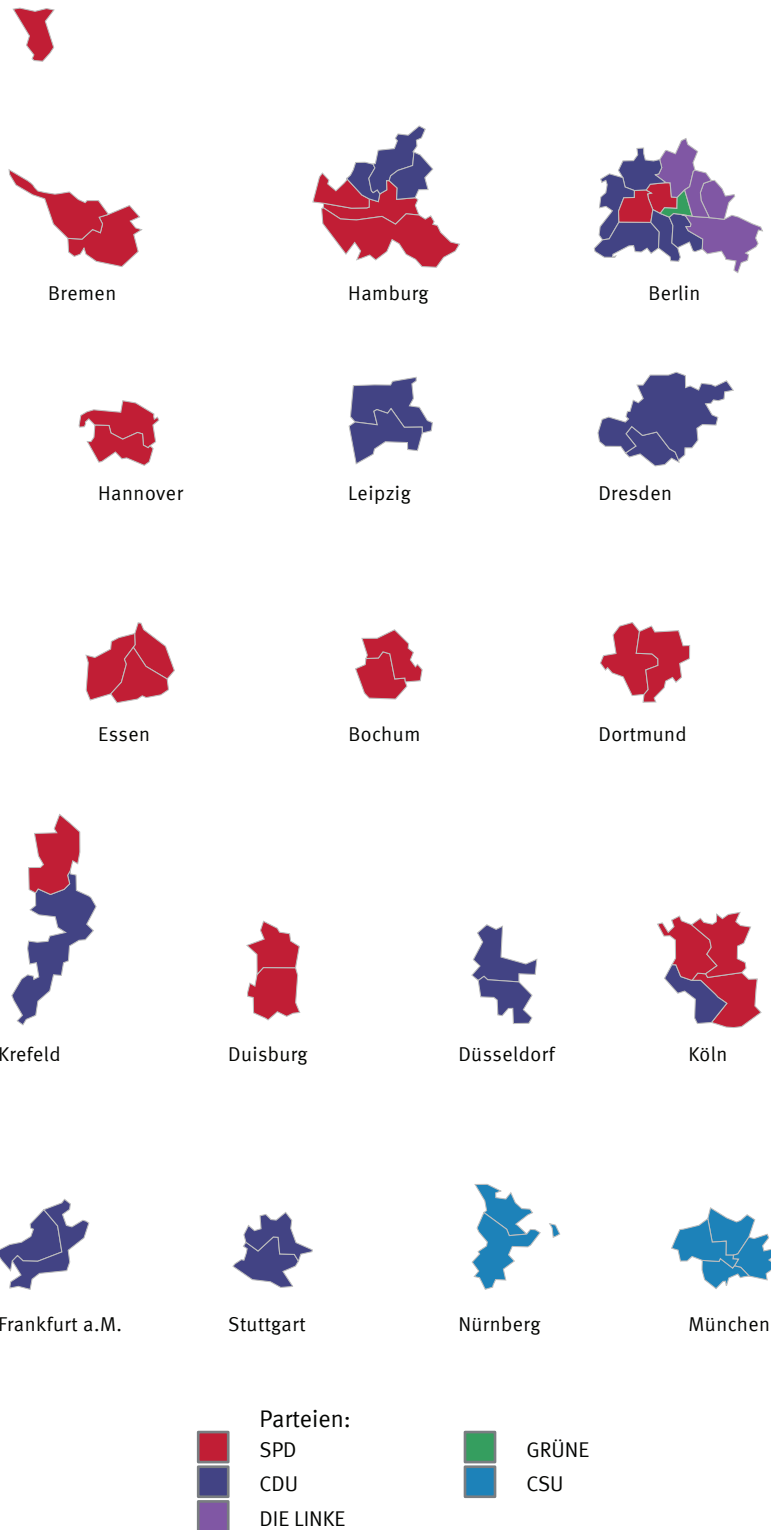 Bremen
Hamburg
Berlin
Hannover
Leipzig
Dresden
Essen
Bochum
Dortmund
Krefeld
Duisburg
Düsseldorf
Köln
Frankfurt a.M.
Stuttgart
Nürnberg
München
Parteien:
SPD
GRÜNE
CDU
CSU
DIE LINKE